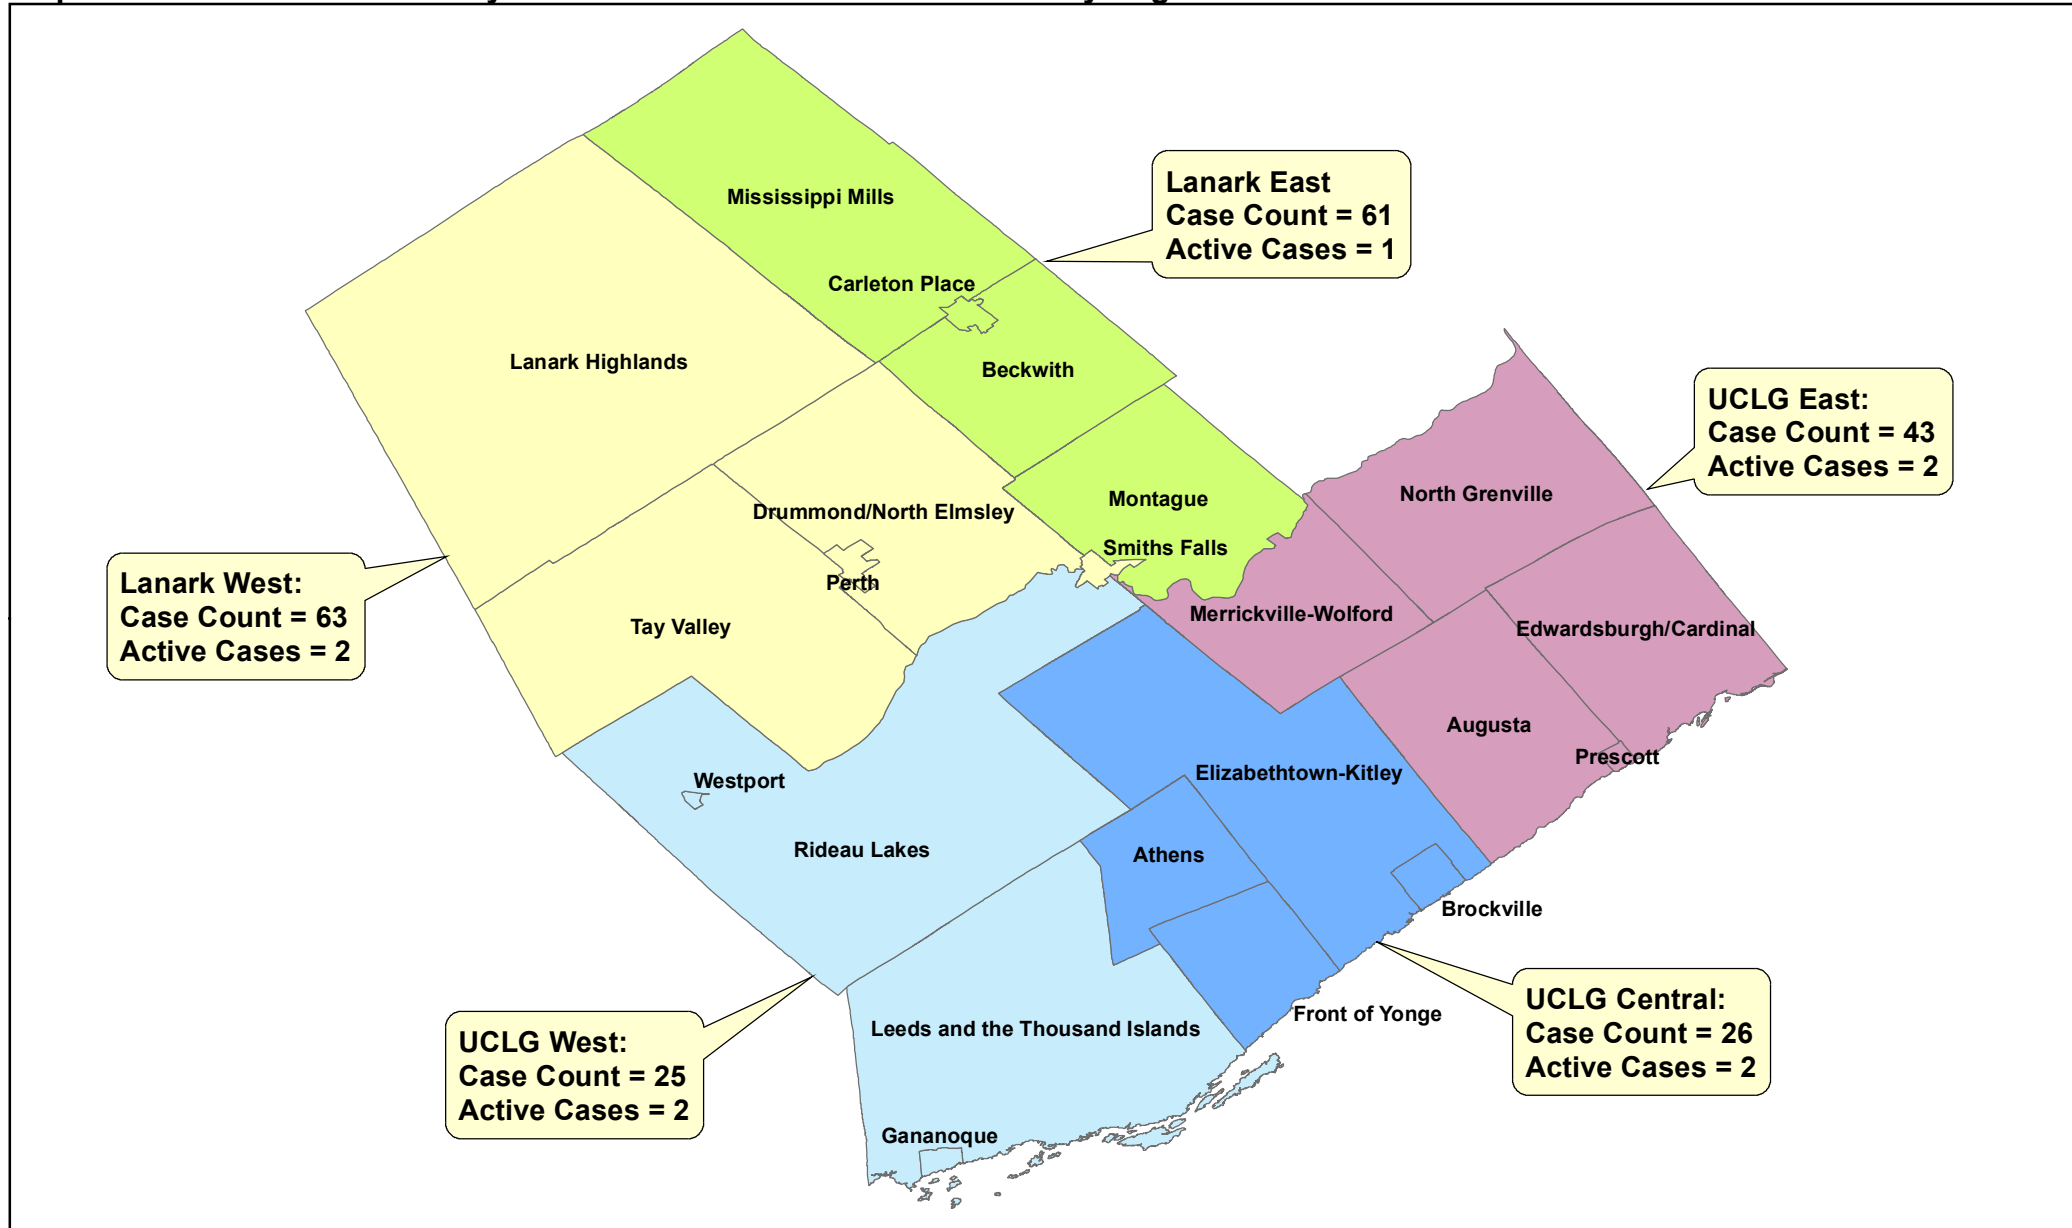 Mississippi Mills
Lanark East
Case Count = 61
Active Cases = 1
Carleton Place
Lanark Highlands
Beckwith
UCLG East:
Case Count = 43
Active Cases = 2
North Grenville
Montague
Drummond/North Elmsley
Smiths Falls
Perth
Lanark West:
Case Count = 63
Active Cases = 2
Merrickville-Wolford
Tay Valley
Edwardsburgh/Cardinal
Augusta
Prescott
Elizabethtown-Kitley
Westport
Rideau Lakes
Athens
Brockville
UCLG Central:
Case Count = 26
Active Cases = 2
Front of Yonge
Leeds and the Thousand Islands
UCLG West:
Case Count = 25
Active Cases = 2
Gananoque